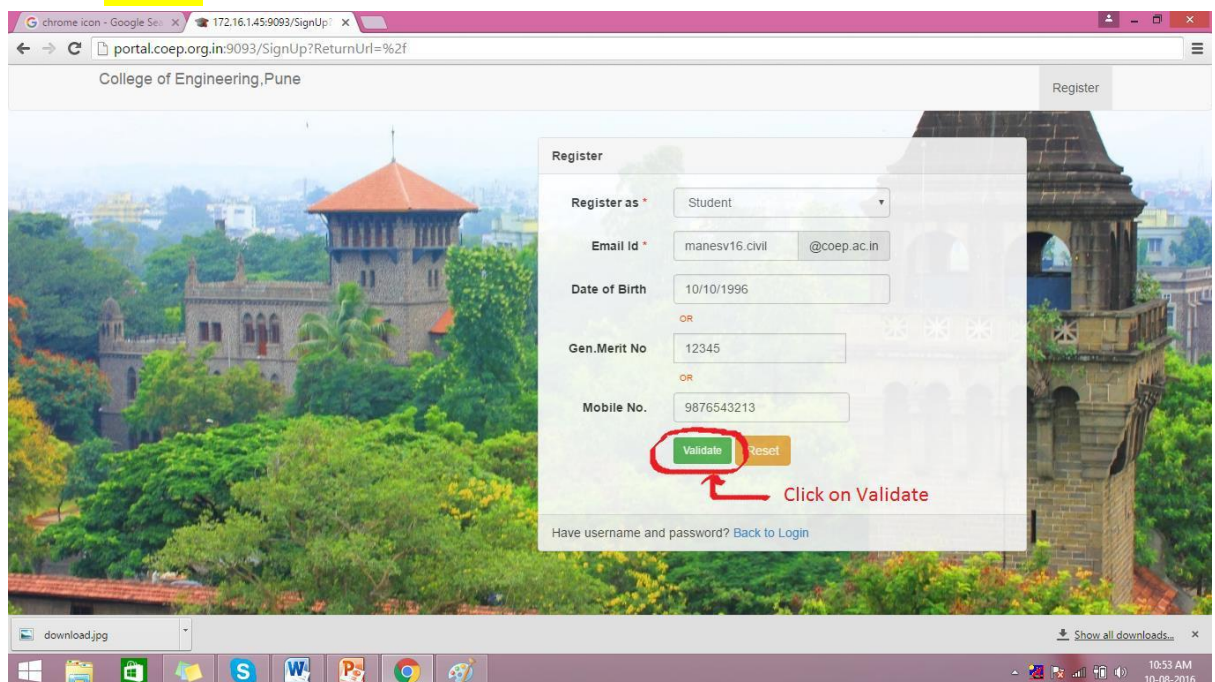 chrome icon - Google Se
172.16.1.45:9093/SignUp?
portal.coep.org.in:9093/SignUp?ReturnUrl=%2f
College of Engineering,Pune
Register
Register
Register as * Student
Email Id * manesv16.civil @coep.ac.in
Date of Birth 10/10/1996
OR
Gen.Merit No 12345
OR
Mobile No. 9876543213
Validate Reset
Click on Validate
Have username and password? Back to Login
download.jpg
Show all downloads...
10:53 AM
10-08-2016